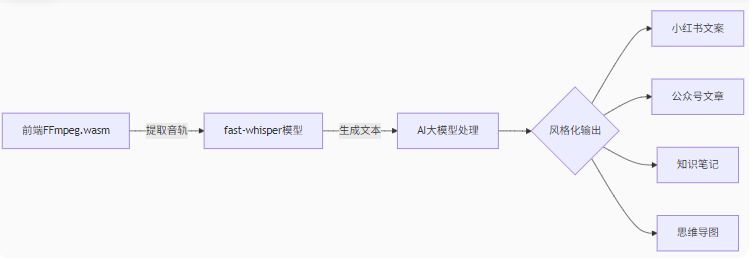 前端FFmpeg.wasm
提取音轨
fast-whisper模型
生成文本
AI大模型处理
风格化输出
小红书文案
公众号文章
知识笔记
思维导图